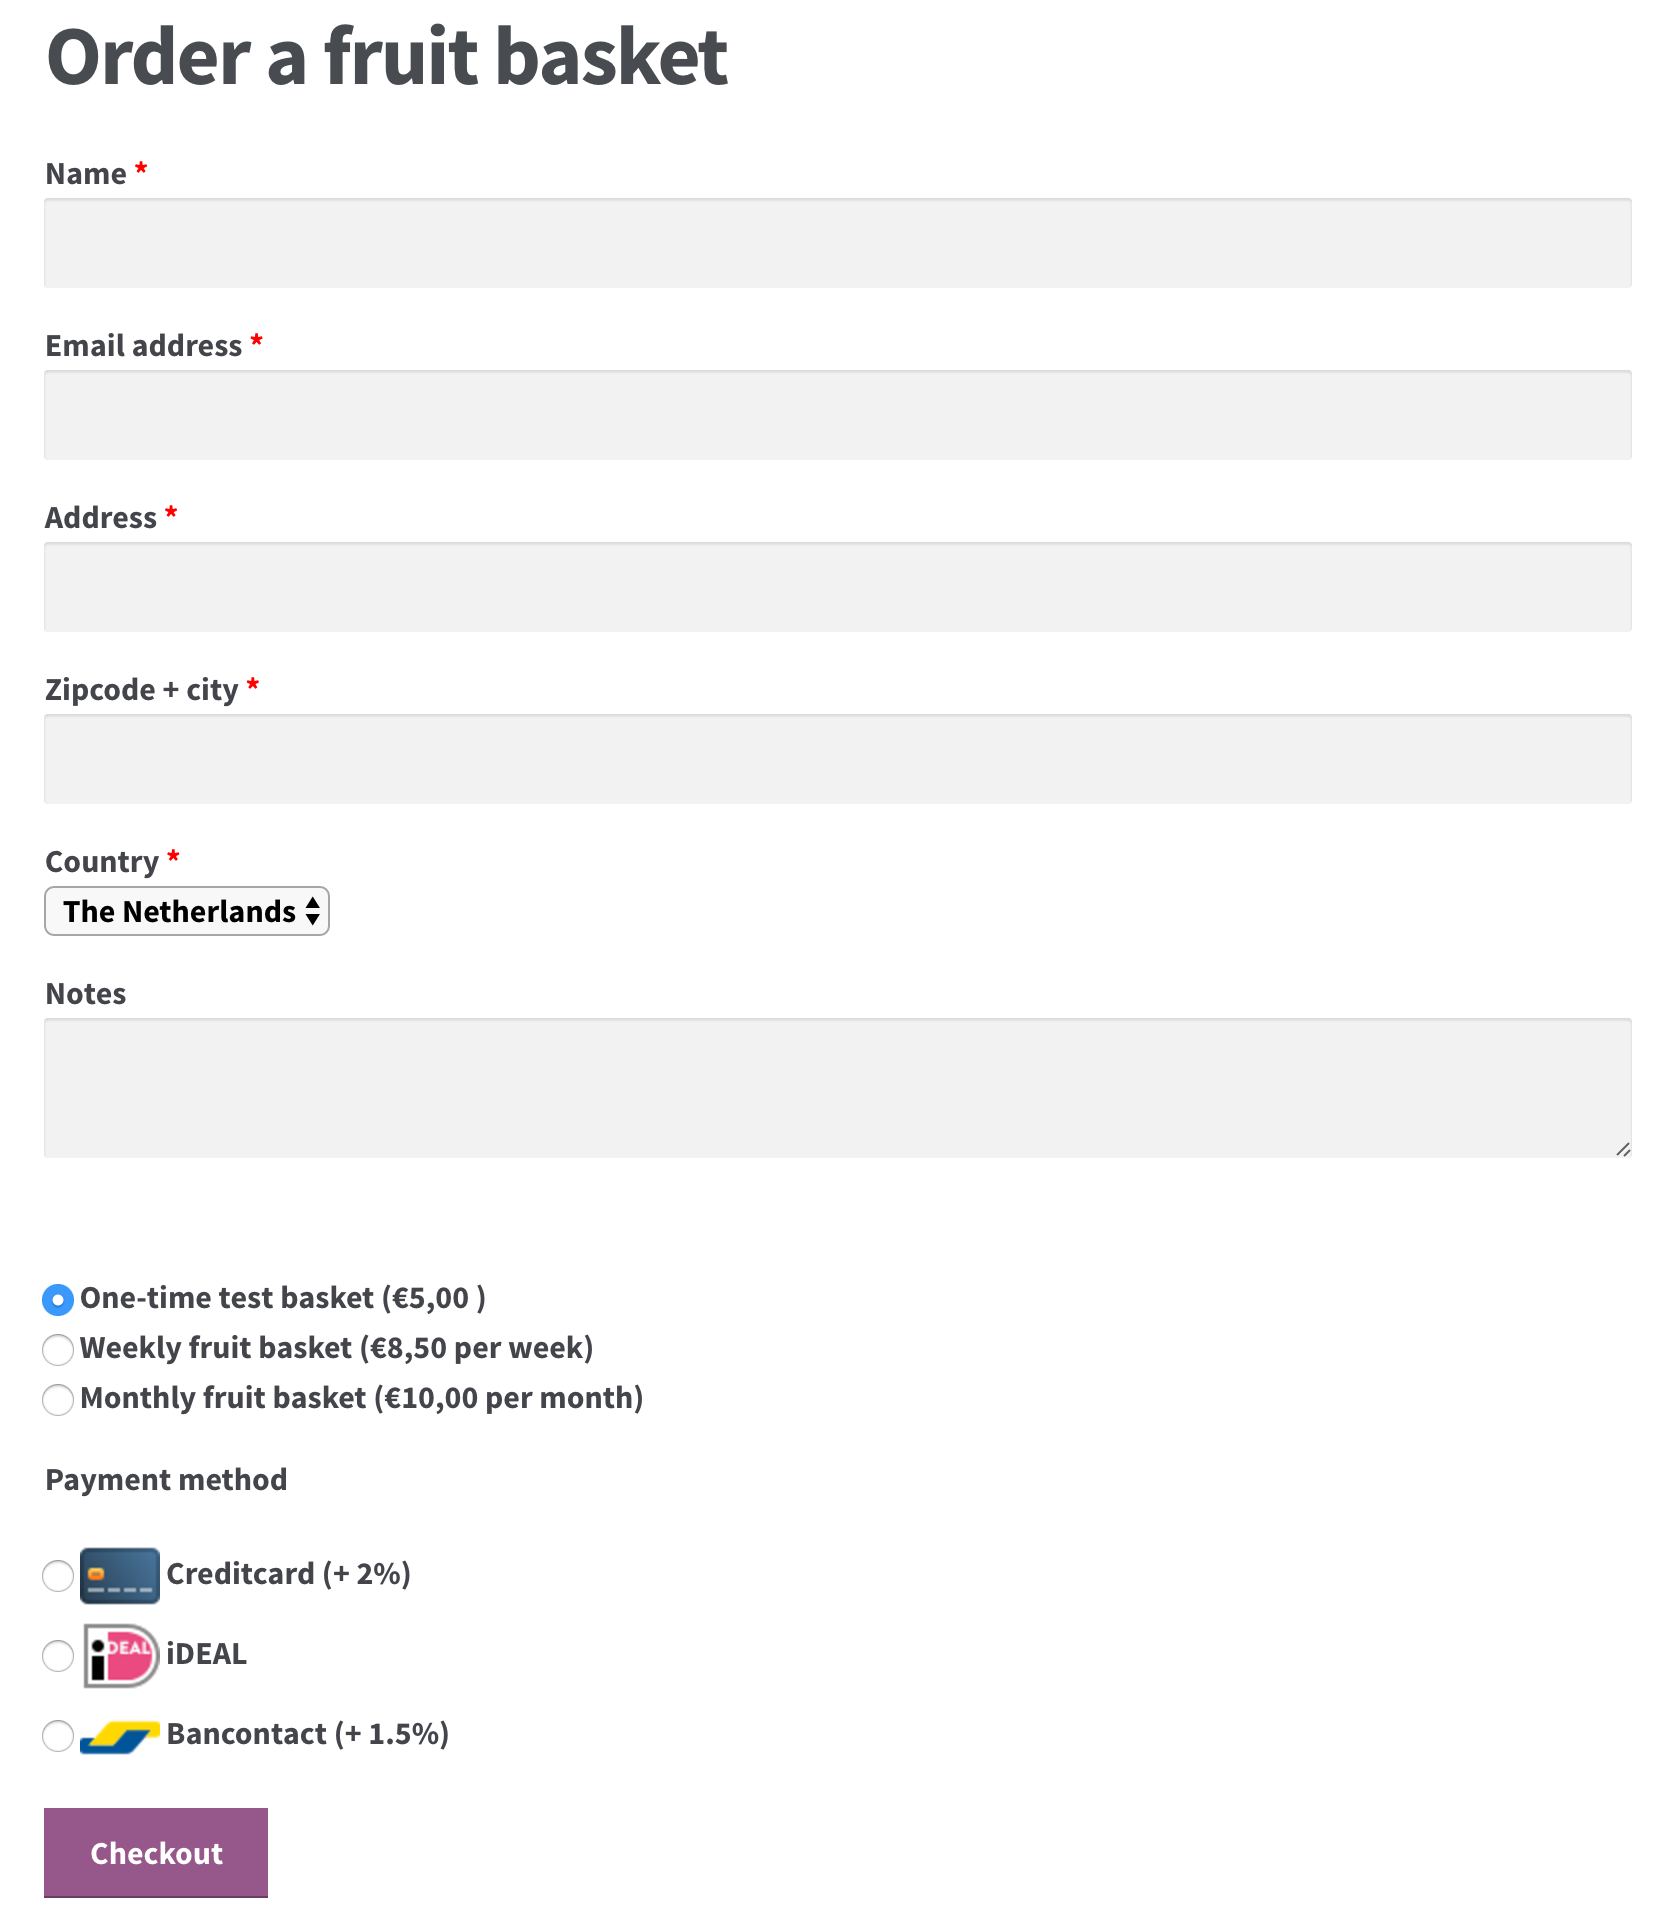 Order a fruit basket
Name *
Email address *
Address *
Zipcode + city *
Country *
The Netherlands
Notes
One-time test basket (€5,00 )
Weekly fruit basket (€8,50 per week)
Monthly fruit basket (€10,00 per month)
Payment method
Creditcard (+ 2%)
iDEAL iDEAL
Bancontact (+ 1.5%)
Checkout